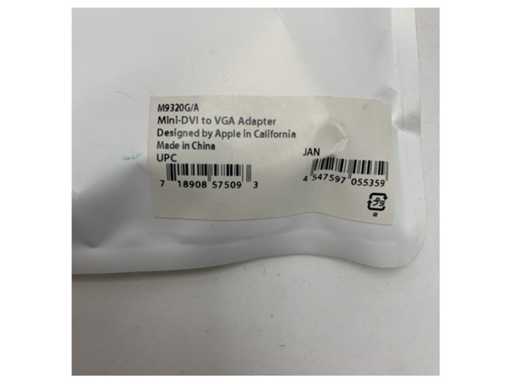 M9320G/A
Mini-DVI to VGA Adapter
Designed by Apple in California
Made in China
UPC
7 18908 57509 3
JAN
4 547597 055359